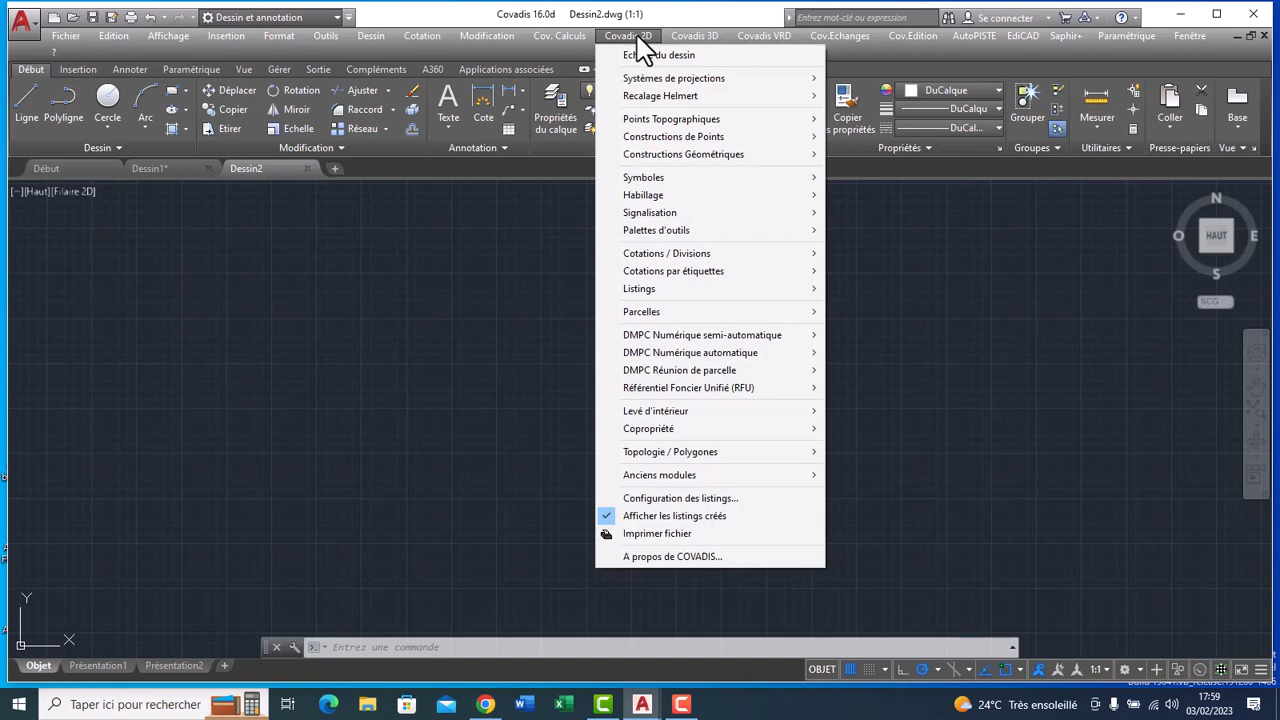 Dessin et annotation
Covadis 16.0d Dessin2.dwg (1:1)
Entrez mot-clé ou expression
Se connecter
Fichier Edition Affichage Insertion Format Outils Dessin Cotation Modification Express Cov. Calculs Covadis 2D Covadis 3D Covadis VRD Cov.Echanges Cov.Edition EdiCAD AutoPISTE Saphir+ Paramétrique Fenêtre
?
Début Insertion Annoter Paramétrique Vue Gérer Sortie Compléments A360 Express Applications associées
Ligne
Polyligne
Cercle
Arc
Déplacer
Copier
Etirer
Rotation
Miroir
Echelle
Ajuster
Raccord
Réseau
Texte
Cote
Propriétés
du calque
Copier
es propriétés
DuCalque
DuCalq...
DuCal...
Grouper
Mesurer
Coller
Base
Dessin
Modification
Annotation
Propriétés
Groupes
Utilitaires
Presse-papiers
Vue
Début
Dessin1*
Dessin2
[−][Haut][Filaire 2D]
Systèmes de projections
Recalage Helmert
Points Topographiques
Constructions de Points
Constructions Géométriques
Symboles
Habillage
Signalisation
Palettes d'outils
Cotations / Divisions
Cotations par étiquettes
Listings
Parcelles
DMPC Numérique semi-automatique
DMPC Numérique automatique
DMPC Réunion de parcelle
Référentiel Foncier Unifié (RFU)
Levé d'intérieur
Copropriété
Topologie / Polygones
Anciens modules
Configuration des listings...
Afficher les listings créés
Imprimer fichier
A propos de COVADIS...
N
O HAUT E
S
SCG
Y
X
Entrez une commande
Objet Présentation1 Présentation2
OBJET
1:1
Taper ici pour rechercher
24°C Très ensoleillé
17:59
03/02/2023